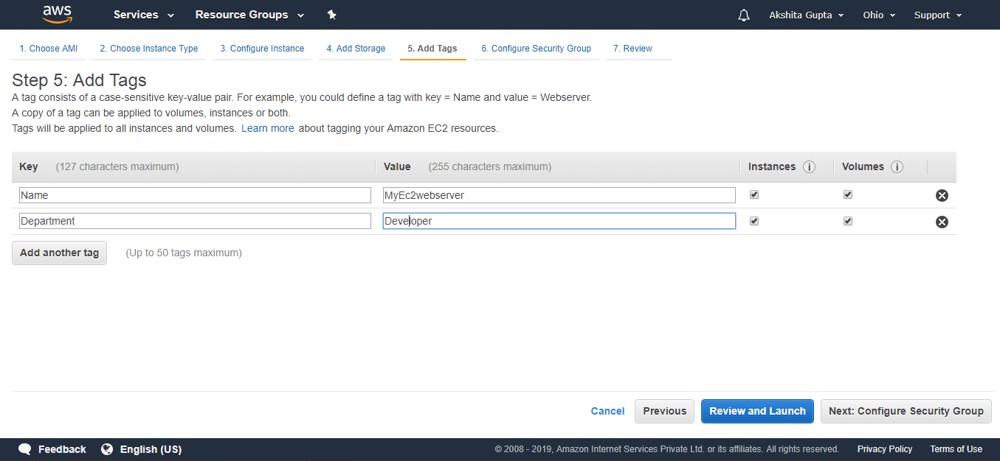 aws Services Resource Groups Akshita Gupta Ohio Support
1. Choose AMI 2. Choose Instance Type 3. Configure Instance 4. Add Storage 5. Add Tags 6. Configure Security Group 7. Review
Step 5: Add Tags
A tag consists of a case-sensitive key-value pair. For example, you could define a tag with key = Name and value = Webserver.
A copy of a tag can be applied to volumes, instances or both.
Tags will be applied to all instances and volumes. Learn more about tagging your Amazon EC2 resources.
Key (127 characters maximum) Value (255 characters maximum) Instances i Volumes i
Name MyEc2webserver
Department Developer
Add another tag (Up to 50 tags maximum)
Cancel Previous Review and Launch Next: Configure Security Group
Feedback English (US) © 2008 - 2019, Amazon Internet Services Private Ltd. or its affiliates. All rights reserved. Privacy Policy Terms of Use